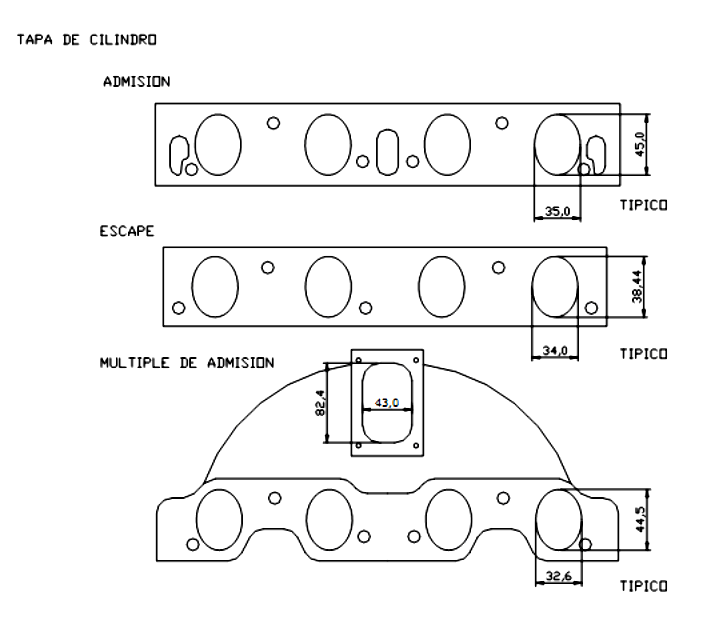 TAPA DE CILINDRO
ADMISION
45,0
35,0
TIPICO
ESCAPE
38,44
34,0
TIPICO
MULTIPLE DE ADMISION
82,4
43,0
44,5
32,6
TIPICO